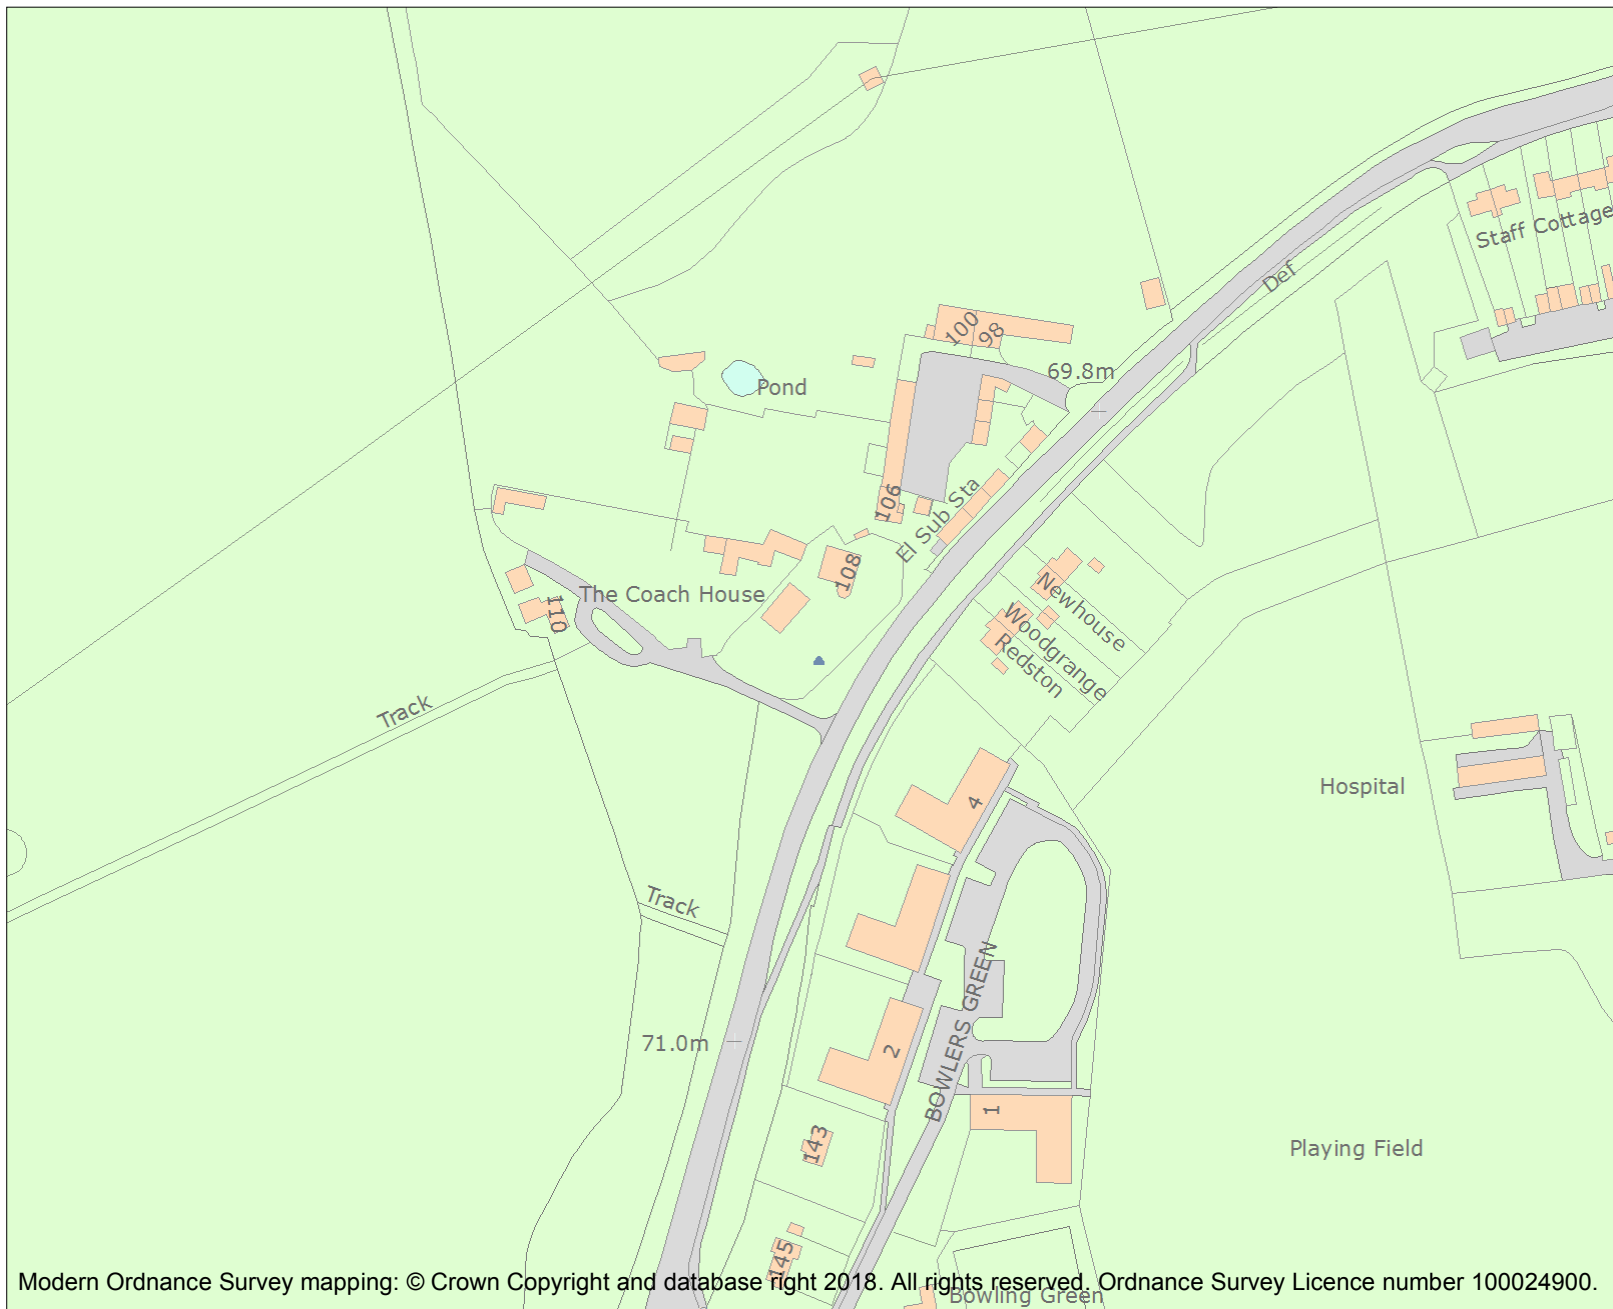 Staff Cottage
Def
100
98
69.8m
Pond
106
El Sub Sta
108
The Coach House
110
Newhouse
Woodgrange
Redston
Track
Hospital
4
Track
BOWLERS GREEN
71.0m
2
1
143
Playing Field
145
Modern Ordnance Survey mapping: © Crown Copyright and database right 2018. All rights reserved. Ordnance Survey Licence number 100024900.
Bowling Green